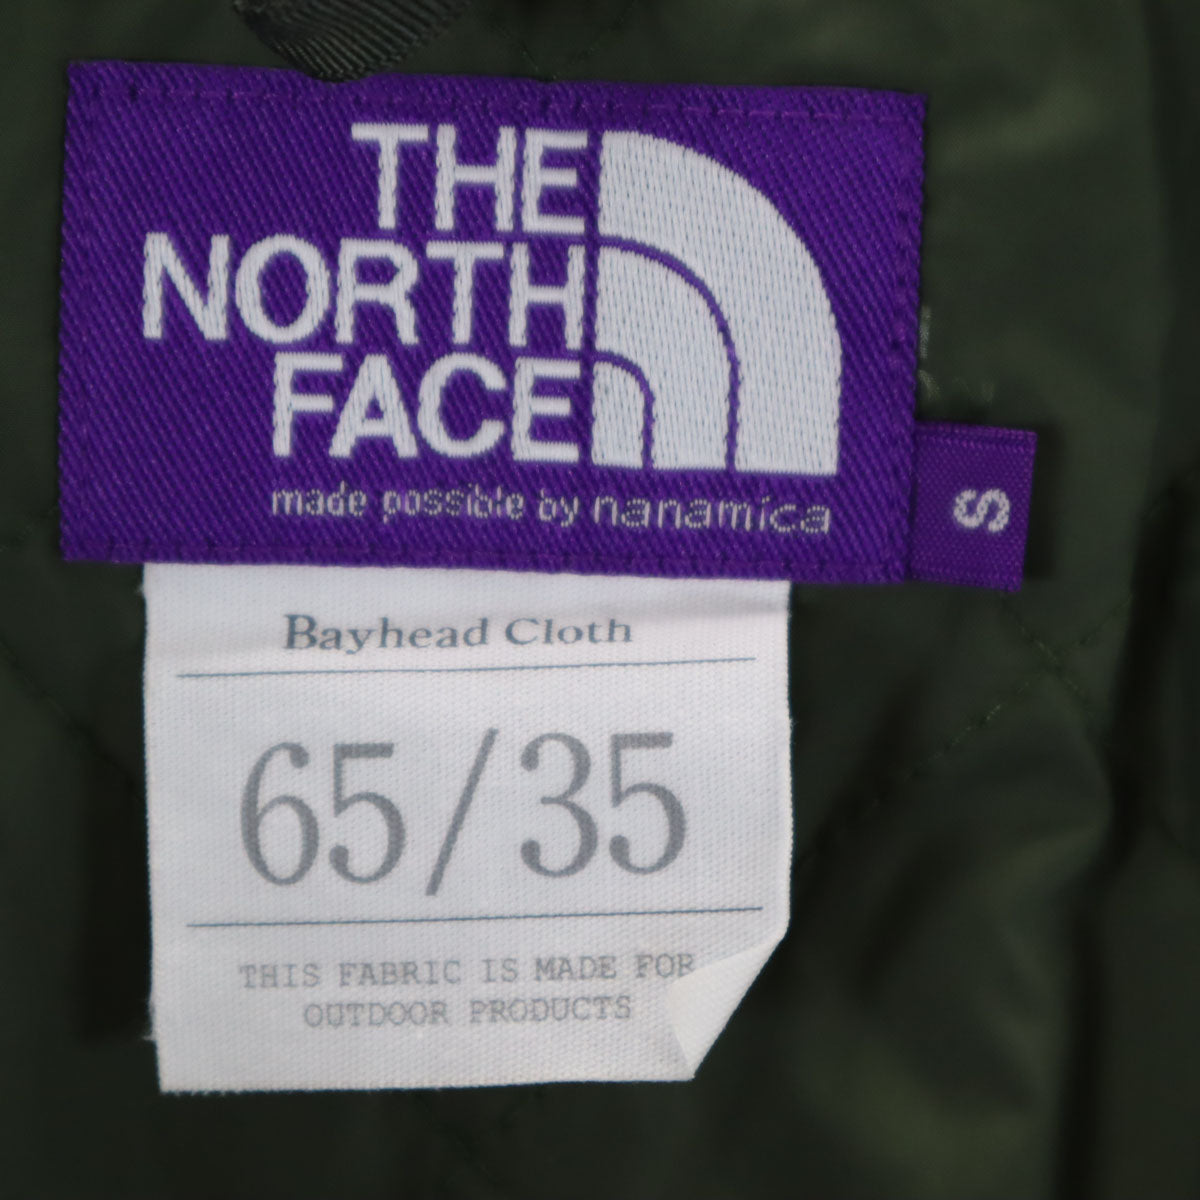 THE
NORTH
FACE
made possible by nanamica
S
Bayhead Cloth
65/35
THIS FABRIC IS MADE FOR
OUTDOOR PRODUCTS